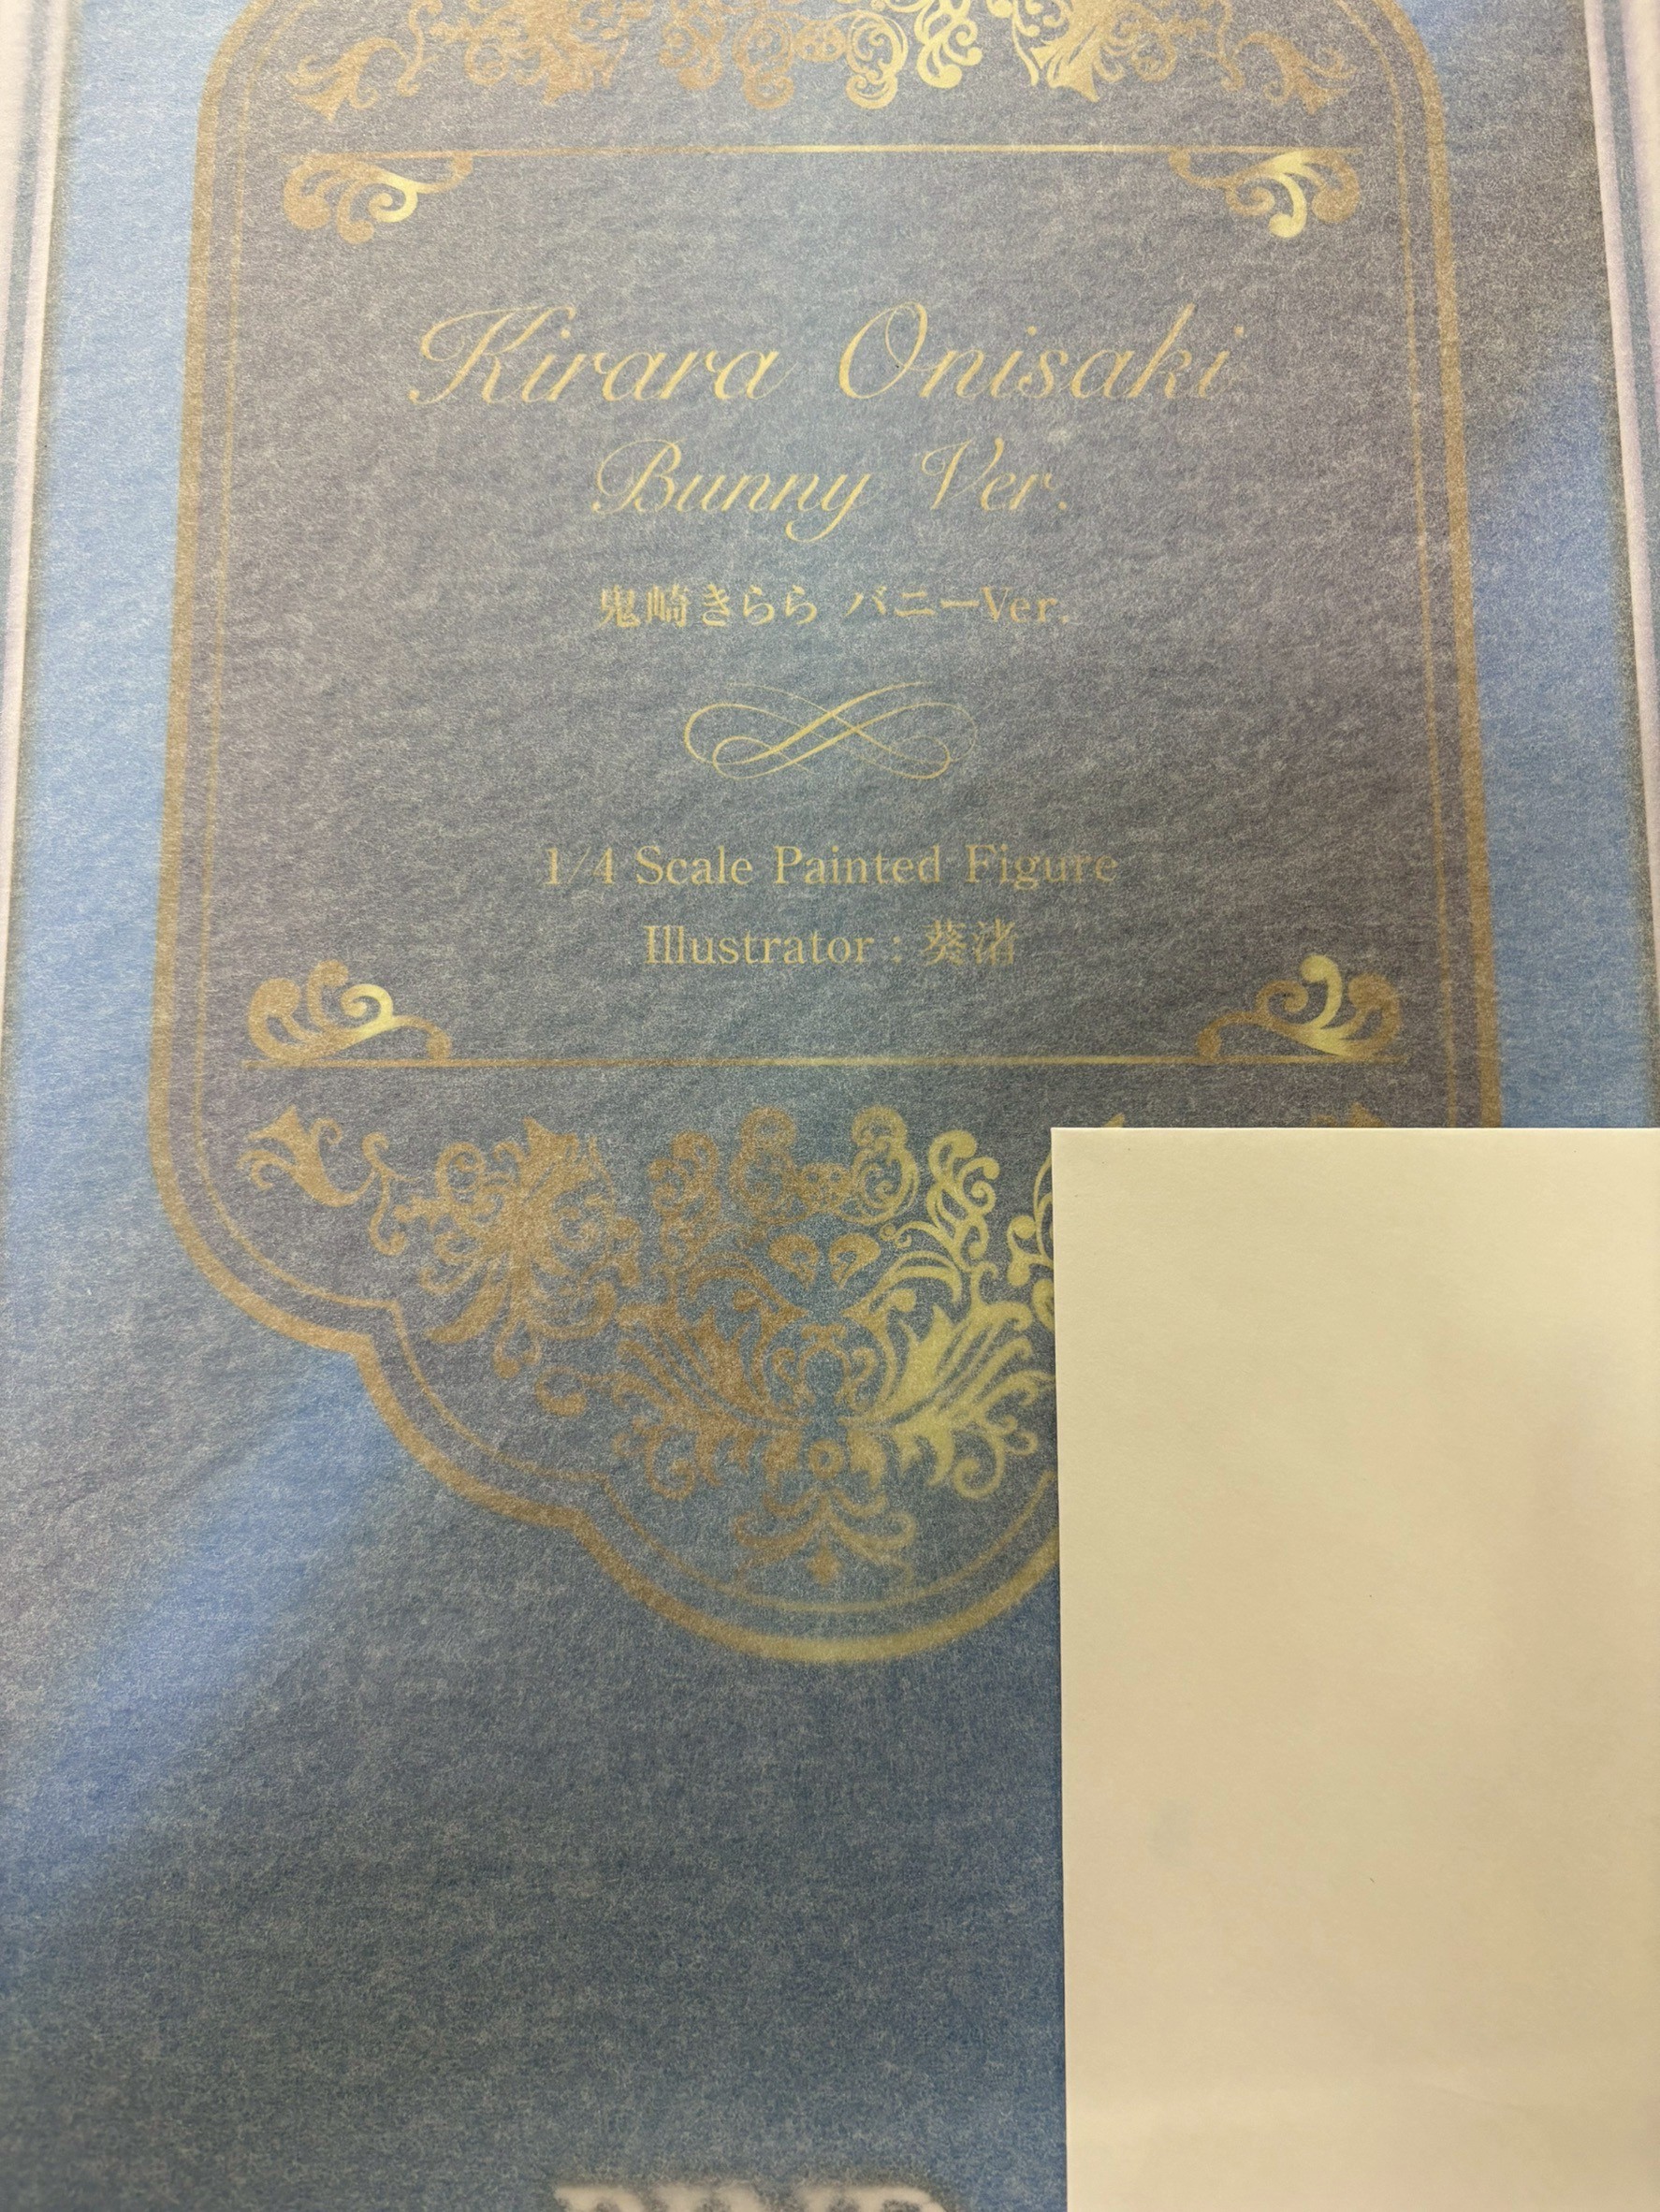 Kirara Onisaki
Bunny Ver.
鬼崎きらら バニーVer.
1/4 Scale Painted Figure
Illustrator : 葵渚